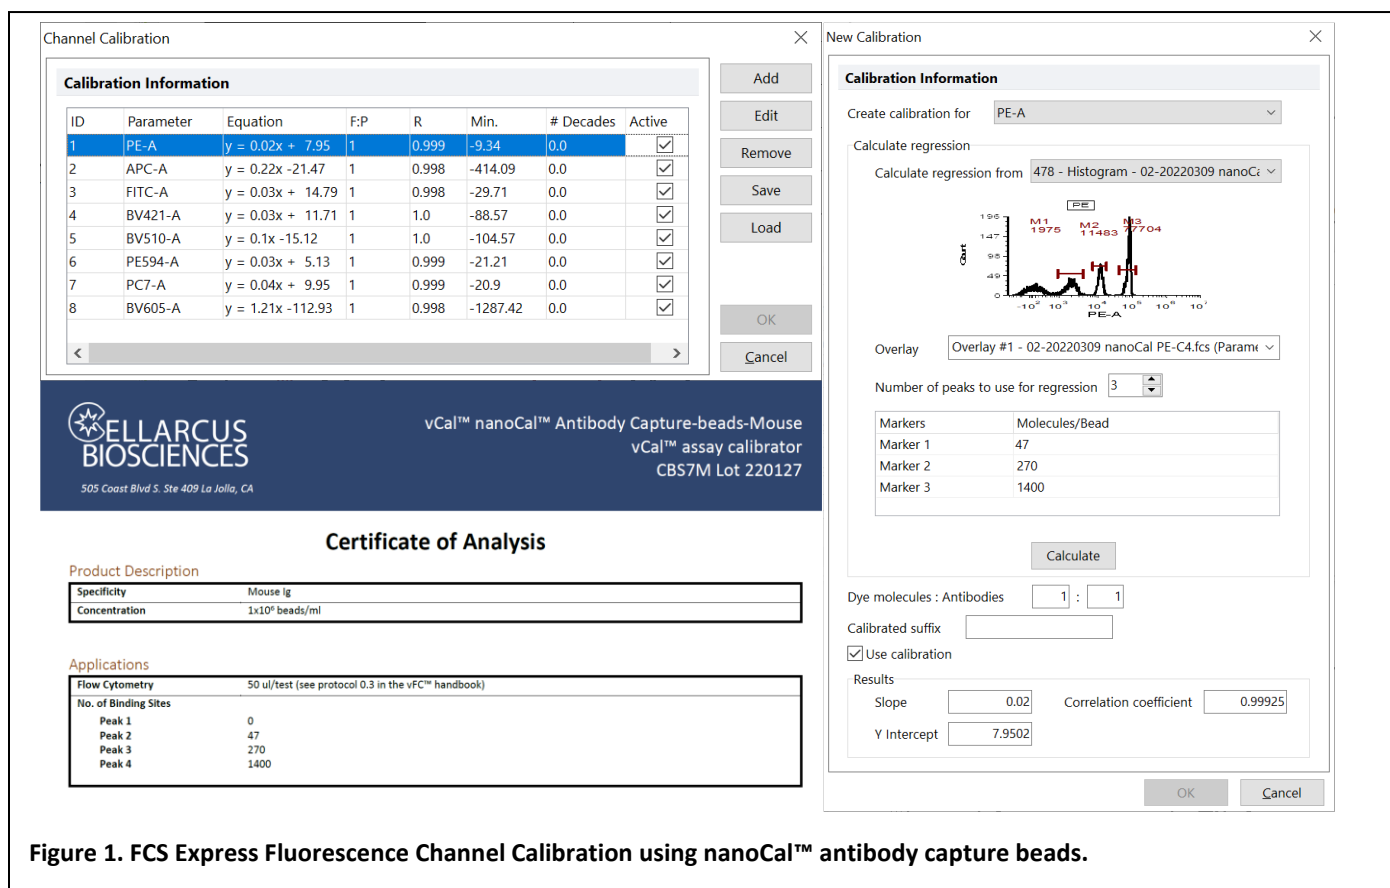 Channel Calibration
Calibration Information
ID Parameter Equation F:P R Min. # Decades Active
1 PE-A y = 0.02x + 7.95 1 0.999 -9.34 0.0
2 APC-A y = 0.22x -21.47 1 0.998 -414.09 0.0
3 FITC-A y = 0.03x + 14.79 1 0.998 -29.71 0.0
4 BV421-A y = 0.03x + 11.71 1 1.0 -88.57 0.0
5 BV510-A y = 0.1x -15.12 1 1.0 -104.57 0.0
6 PE594-A y = 0.03x + 5.13 1 0.999 -21.21 0.0
7 PC7-A y = 0.04x + 9.95 1 0.999 -20.9 0.0
8 BV605-A y = 1.21x -112.93 1 0.998 -1287.42 0.0
Add
Edit
Remove
Save
Load
OK
Cancel
CELLARCUS
BIOSCIENCES
505 Coast Blvd S. Ste 409 La Jolla, CA
vCal™ nanoCal™ Antibody Capture-beads-Mouse
vCal™ assay calibrator
CBS7M Lot 220127
Certificate of Analysis
Product Description
Specificity Mouse Ig
Concentration 1x10⁶ beads/ml
Applications
Flow Cytometry 50 ul/test (see protocol 0.3 in the vFC™ handbook)
No. of Binding Sites
Peak 1 0
Peak 2 47
Peak 3 270
Peak 4 1400
New Calibration
Calibration Information
Create calibration for PE-A
Calculate regression
Calculate regression from 478 - Histogram - 02-20220309 nanoCa
PE
196
147
98
49
0
Count
M1
1975
M2
11483
M3
77704
-10² 10³ 10⁴ 10⁵ 10⁶ 10⁷
PE-A
Overlay Overlay #1 - 02-20220309 nanoCal PE-C4.fcs (Parame
Number of peaks to use for regression 3
Markers Molecules/Bead
Marker 1 47
Marker 2 270
Marker 3 1400
Calculate
Dye molecules : Antibodies 1 : 1
Calibrated suffix
Use calibration
Results
Slope 0.02 Correlation coefficient 0.99925
Y Intercept 7.9502
OK Cancel
Figure 1. FCS Express Fluorescence Channel Calibration using nanoCal™ antibody capture beads.